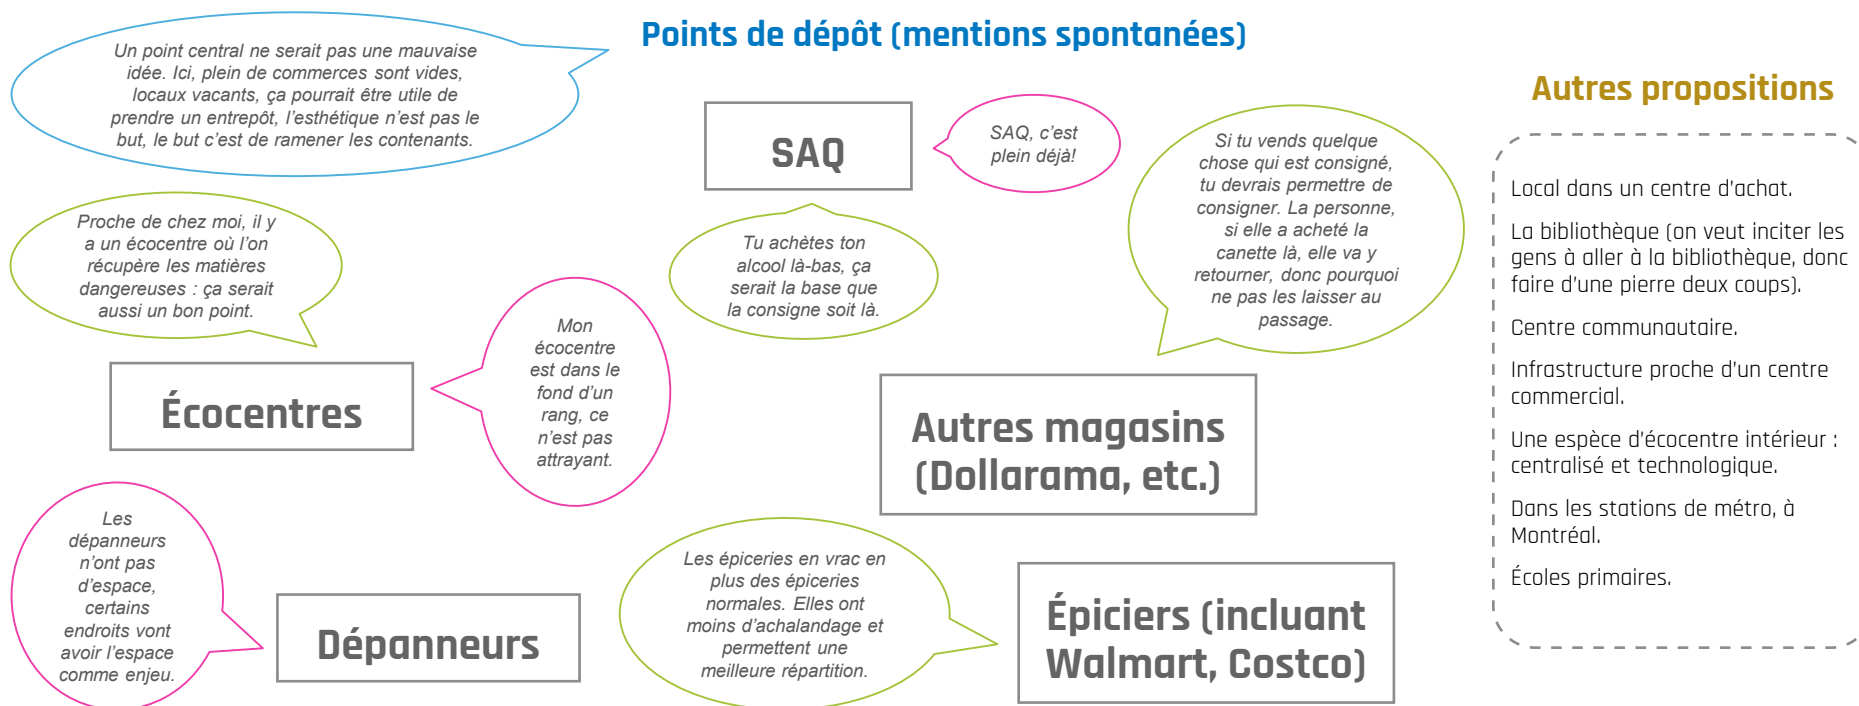 Points de dépôt (mentions spontanées)
Un point central ne serait pas une mauvaise
idée. Ici, plein de commerces sont vides,
locaux vacants, ça pourrait être utile de
prendre un entrepôt, l'esthétique n'est pas le
but, le but c'est de ramener les contenants.
SAQ
SAQ, c'est
plein déjà!
Tu achètes ton
alcool là-bas, ça
serait la base que
la consigne soit là.
Si tu vends quelque
chose qui est consigné,
tu devrais permettre de
consigner. La personne,
si elle a acheté la
canette là, elle va y
retourner, donc pourquoi
ne pas les laisser au
passage.
Proche de chez moi, il y
a un écocentre où l'on
récupère les matières
dangereuses : ça serait
aussi un bon point.
Écocentres
Mon
écocentre
est dans le
fond d'un
rang, ce
n'est pas
attrayant.
Autres magasins
(Dollarama, etc.)
Les
dépanneurs
n'ont pas
d'espace,
certains
endroits vont
avoir l'espace
comme enjeu.
Dépanneurs
Les épiceries en vrac en
plus des épiceries
normales. Elles ont
moins d'achalandage et
permettent une
meilleure répartition.
Épiciers (incluant
Walmart, Costco)
Autres propositions
Local dans un centre d'achat.
La bibliothèque (on veut inciter les
gens à aller à la bibliothèque, donc
faire d'une pierre deux coups).
Centre communautaire.
Infrastructure proche d'un centre
commercial.
Une espèce d'écocentre intérieur :
centralisé et technologique.
Dans les stations de métro, à
Montréal.
Écoles primaires.